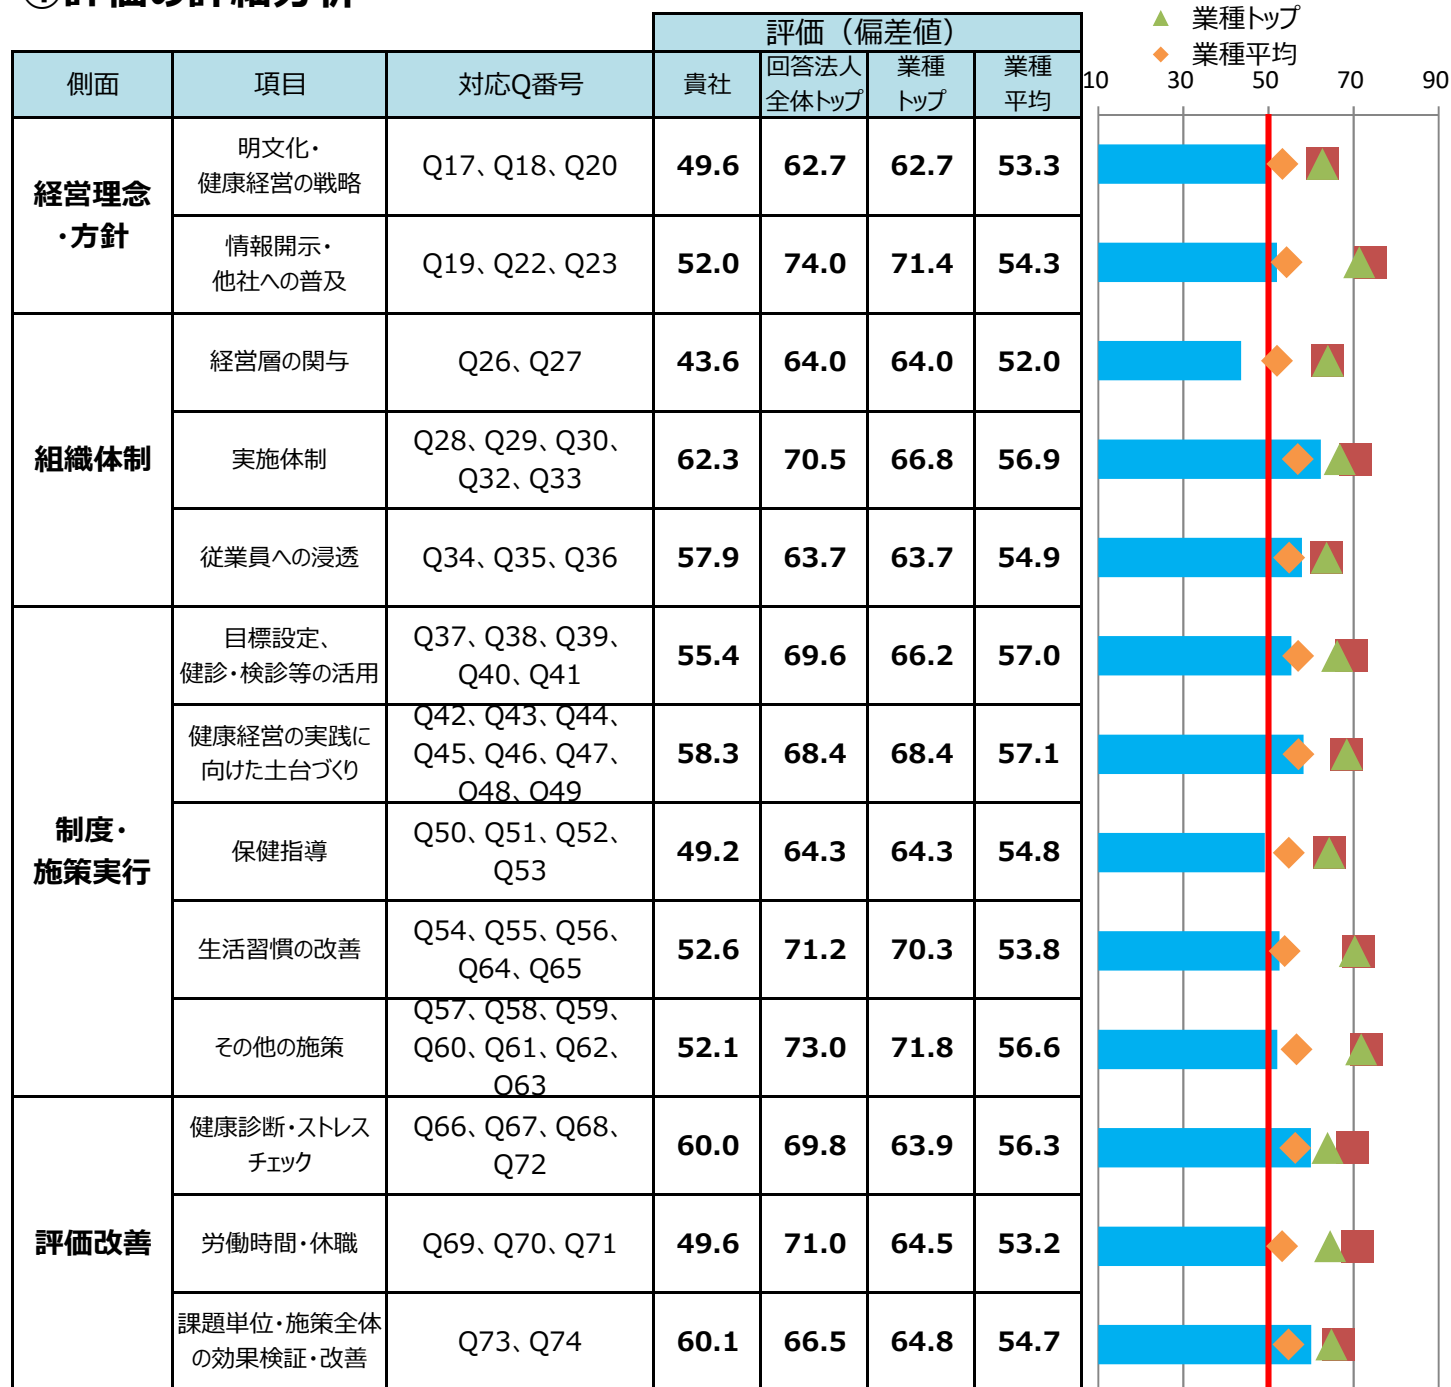 ①評価の詳細分析
▲ 業種トップ
◆ 業種平均
評価（偏差値）
側面 項目 対応Q番号 貴社 回答法人 業種 業種
全体トップ トップ 平均
10 30 50 70 90
経営理念
・方針
明文化・
健康経営の戦略
Q17、Q18、Q20 49.6 62.7 62.7 53.3
情報開示・
他社への普及
Q19、Q22、Q23 52.0 74.0 71.4 54.3
組織体制
経営層の関与 Q26、Q27 43.6 64.0 64.0 52.0
実施体制
Q28、Q29、Q30、
Q32、Q33
62.3 70.5 66.8 56.9
従業員への浸透 Q34、Q35、Q36 57.9 63.7 63.7 54.9
制度・
施策実行
目標設定、
健診・検診等の活用
Q37、Q38、Q39、
Q40、Q41
55.4 69.6 66.2 57.0
健康経営の実践に
向けた土台づくり
Q42、Q43、Q44、
Q45、Q46、Q47、
Q48、Q49
58.3 68.4 68.4 57.1
保健指導
Q50、Q51、Q52、
Q53
49.2 64.3 64.3 54.8
生活習慣の改善
Q54、Q55、Q56、
Q64、Q65
52.6 71.2 70.3 53.8
その他の施策
Q57、Q58、Q59、
Q60、Q61、Q62、
Q63
52.1 73.0 71.8 56.6
評価改善
健康診断・ストレス
チェック
Q66、Q67、Q68、
Q72
60.0 69.8 63.9 56.3
労働時間・休職 Q69、Q70、Q71 49.6 71.0 64.5 53.2
課題単位・施策全体
の効果検証・改善
Q73、Q74 60.1 66.5 64.8 54.7